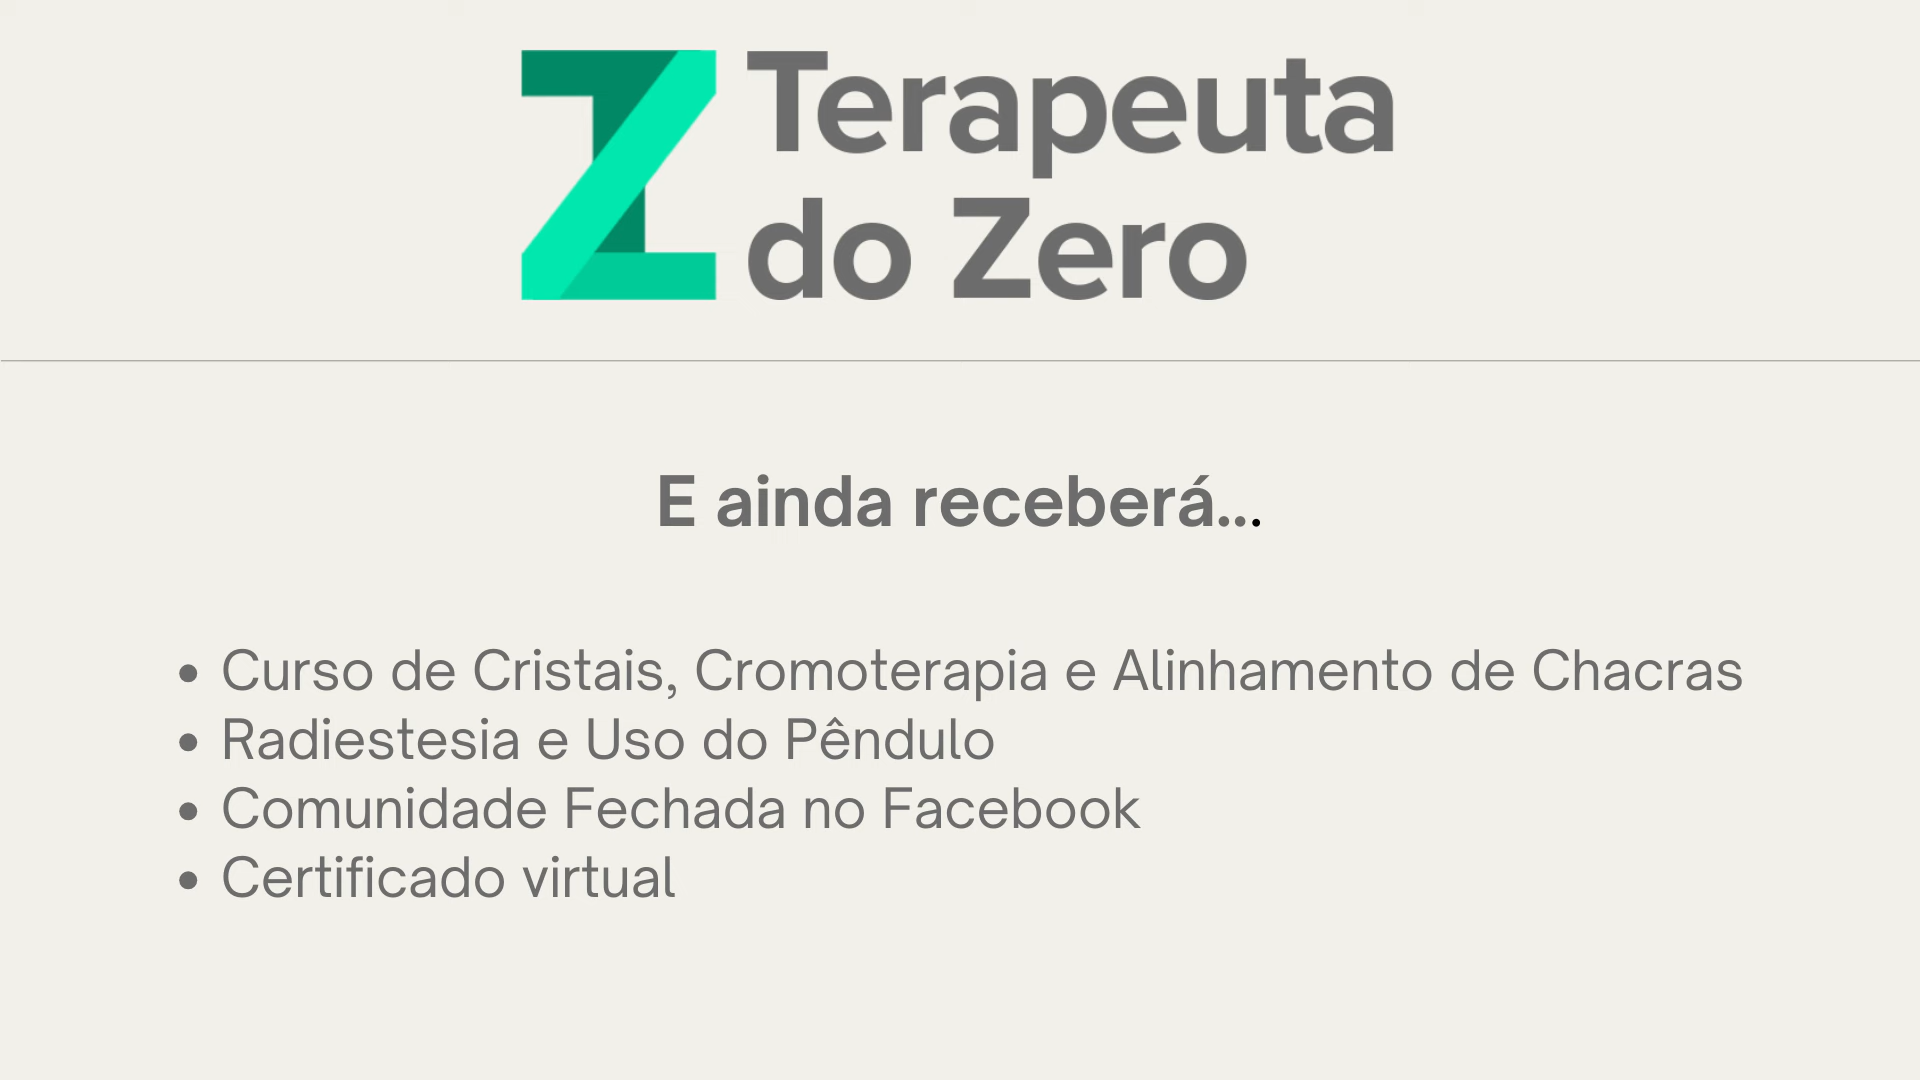 Terapeuta
do Zero
E ainda receberá...
• Curso de Cristais, Cromoterapia e Alinhamento de Chacras
• Radiestesia e Uso do Pêndulo
• Comunidade Fechada no Facebook
• Certificado virtual